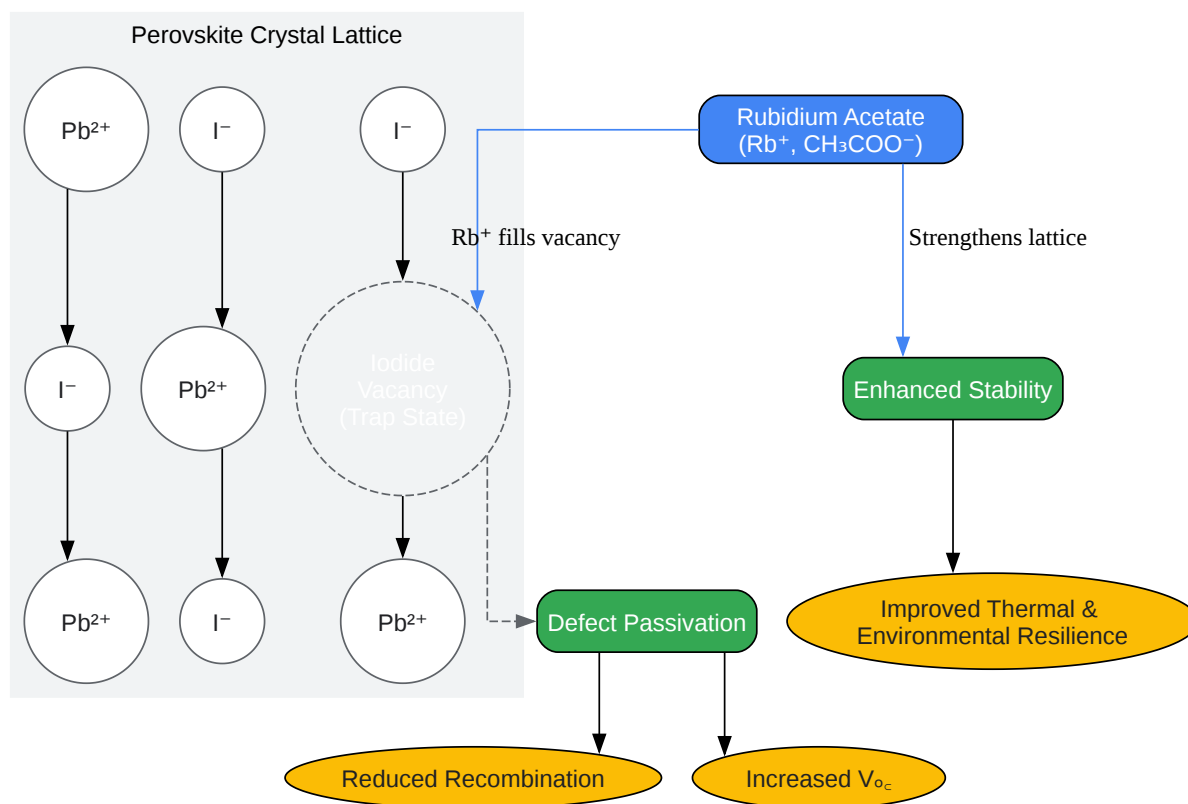 Perovskite Crystal Lattice
Pb²⁺
I⁻
I⁻
Rubidium Acetate
(Rb⁺, CH₃COO⁻)
Rb⁺ fills vacancy
Strengthens lattice
I⁻
Pb²⁺
Iodide
Vacancy
(Trap State)
Enhanced Stability
Pb²⁺
I⁻
Pb²⁺
Defect Passivation
Improved Thermal &
Environmental Resilience
Reduced Recombination
Increased Vₒ꜀